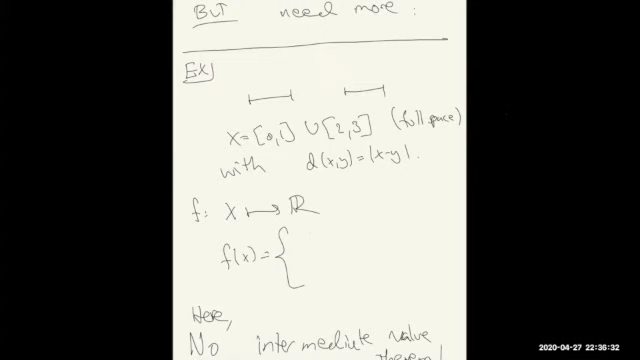 BUT need more :
EX
X = [0,1] ∪ [2,3] (full space)
with d(x,y) = |x-y|.
f: X ⟼ ℝ
f(x) = {
Here,
No intermediate value
theorem!
2020-04-27 22:36:32